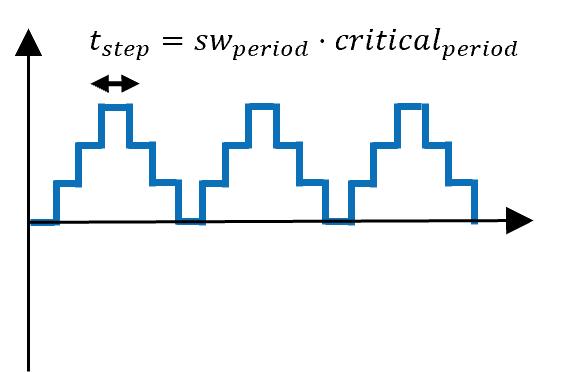 t_step = sw_period · critical_period